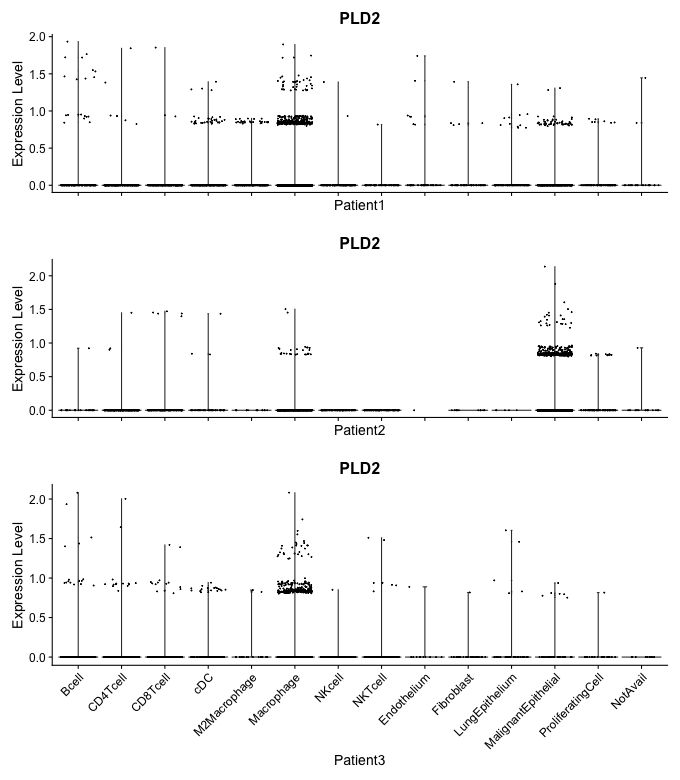 PLD2
2.0
1.5
1.0
0.5
0.0
Expression Level
Patient1
PLD2
2.0
1.5
1.0
0.5
0.0
Expression Level
Patient2
PLD2
2.0
1.5
1.0
0.5
0.0
Expression Level
Bcell
CD4Tcell
CD8Tcell
cDC
M2Macrophage
Macrophage
NKcell
NKTcell
Endothelium
Fibroblast
LungEpithelium
MalignantEpithelial
ProliferatingCell
NotAvail
Patient3